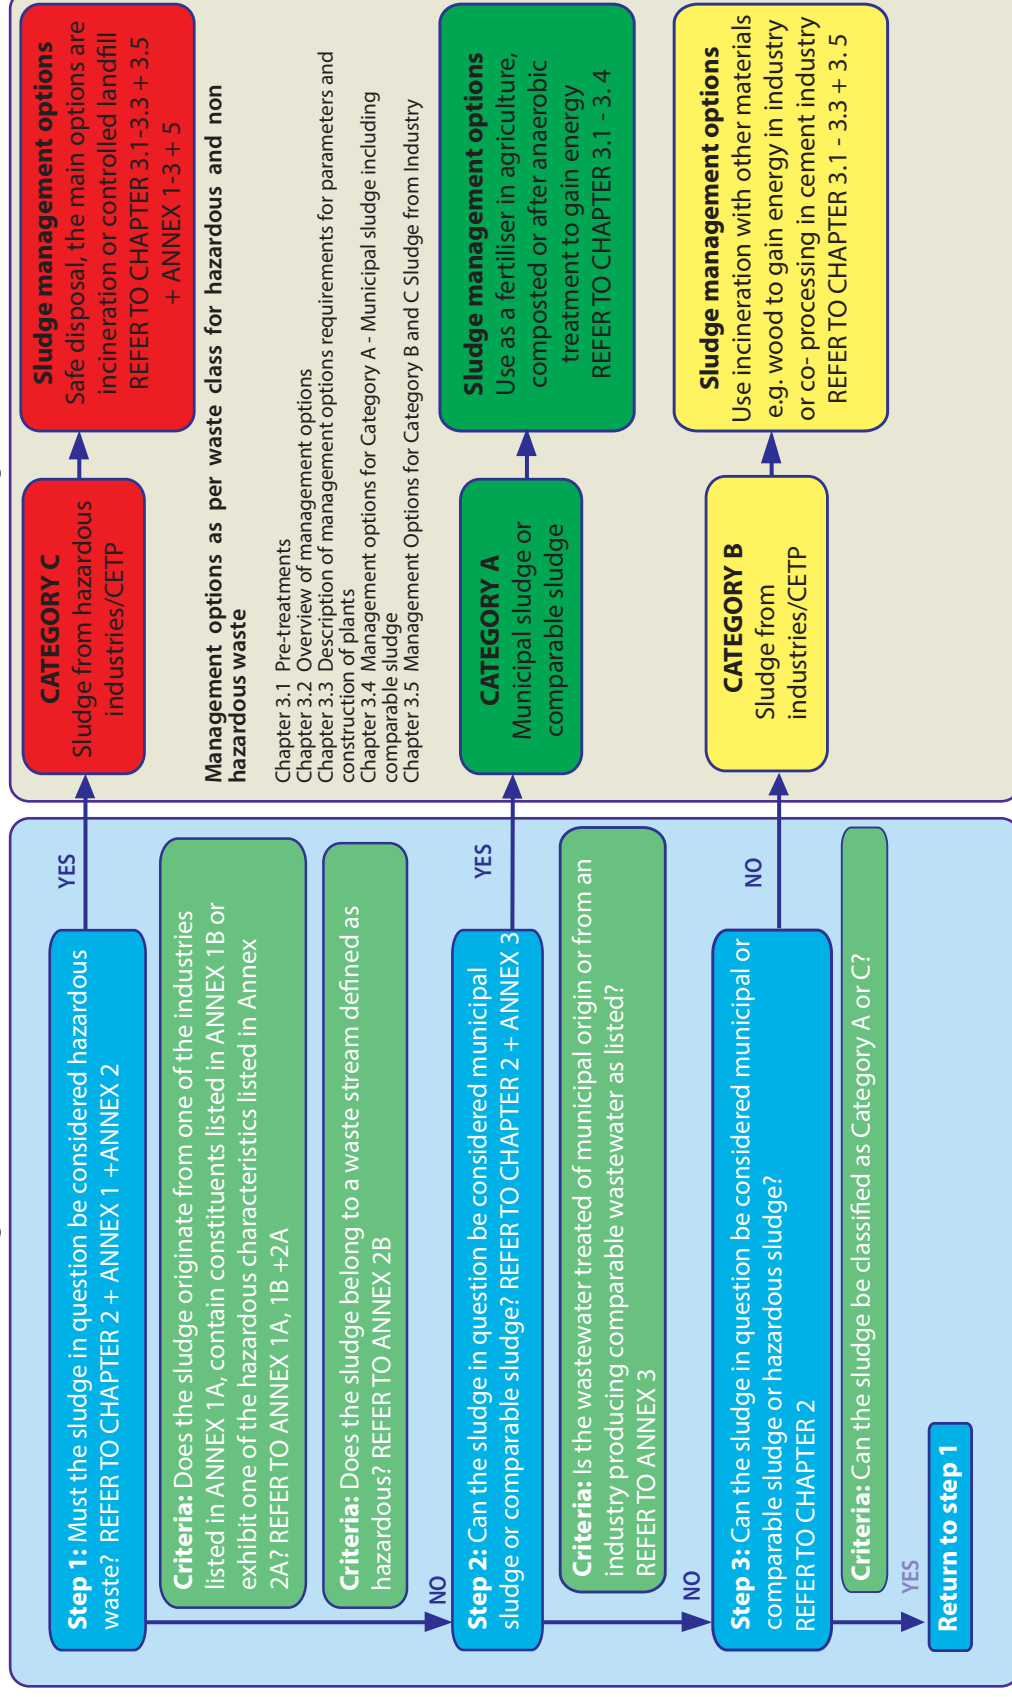 Step 1: Must the sludge in question be considered hazardous
waste?  REFER TO CHAPTER 2 + ANNEX 1 +ANNEX 2
YES
Criteria: Does the sludge originate from one of the industries
listed in ANNEX 1A, contain constituents listed in ANNEX 1B or
exhibit one of the hazardous characteristics listed in Annex
2A? REFER TO ANNEX 1A, 1B +2A
Criteria: Does the sludge belong to a waste stream defined as
hazardous? REFER TO ANNEX 2B
NO
Step 2: Can the sludge in question be considered municipal
sludge or comparable sludge? REFER TO CHAPTER 2 + ANNEX 3
YES
Criteria: Is the wastewater treated of municipal origin or from an
industry producing comparable wastewater as listed?
REFER TO ANNEX 3
NO
Step 3: Can the sludge in question be considered municipal or
comparable sludge or hazardous sludge?
REFER TO CHAPTER 2
NO
Criteria: Can the sludge be classified as Category A or C?
YES
Return to step 1
CATEGORY C
Sludge from hazardous
industries/CETP
Sludge management options
Safe disposal, the main options are
incineration or controlled landfill
REFER TO CHAPTER 3.1-3.3 + 3.5
+ ANNEX 1-3 + 5
Management options as per waste class for hazardous and non
hazardous waste
Chapter 3.1 Pre-treatments
Chapter 3.2 Overview of management options
Chapter 3.3 Description of management options requirements for parameters and
construction of plants
Chapter 3.4 Management options for Category A - Municipal sludge including
comparable sludge
Chapter 3.5 Management Options for Category B and C Sludge from Industry
CATEGORY A
Municipal sludge or
comparable sludge
Sludge management options
Use as a fertiliser in agriculture,
composted or after anaerobic
treatment to gain energy
REFER TO CHAPTER 3.1 - 3. 4
CATEGORY B
Sludge from
industries/CETP
Sludge management options
Use incineration with other materials
e.g. wood to gain energy in industry
or co- processing in cement industry
REFER TO CHAPTER 3.1 - 3.3 + 3. 5